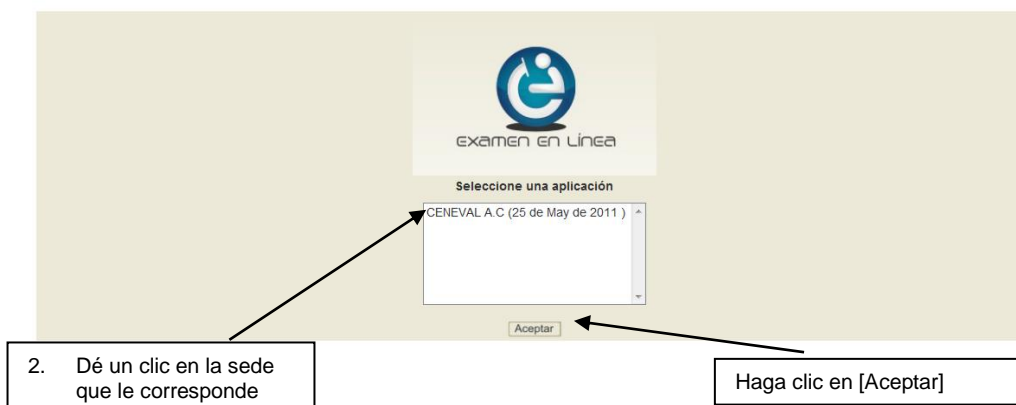 examen en línea
Seleccione una aplicación
CENEVAL A.C (25 de May de 2011 )
Aceptar
2. Dé un clic en la sede
que le corresponde
Haga clic en [Aceptar]